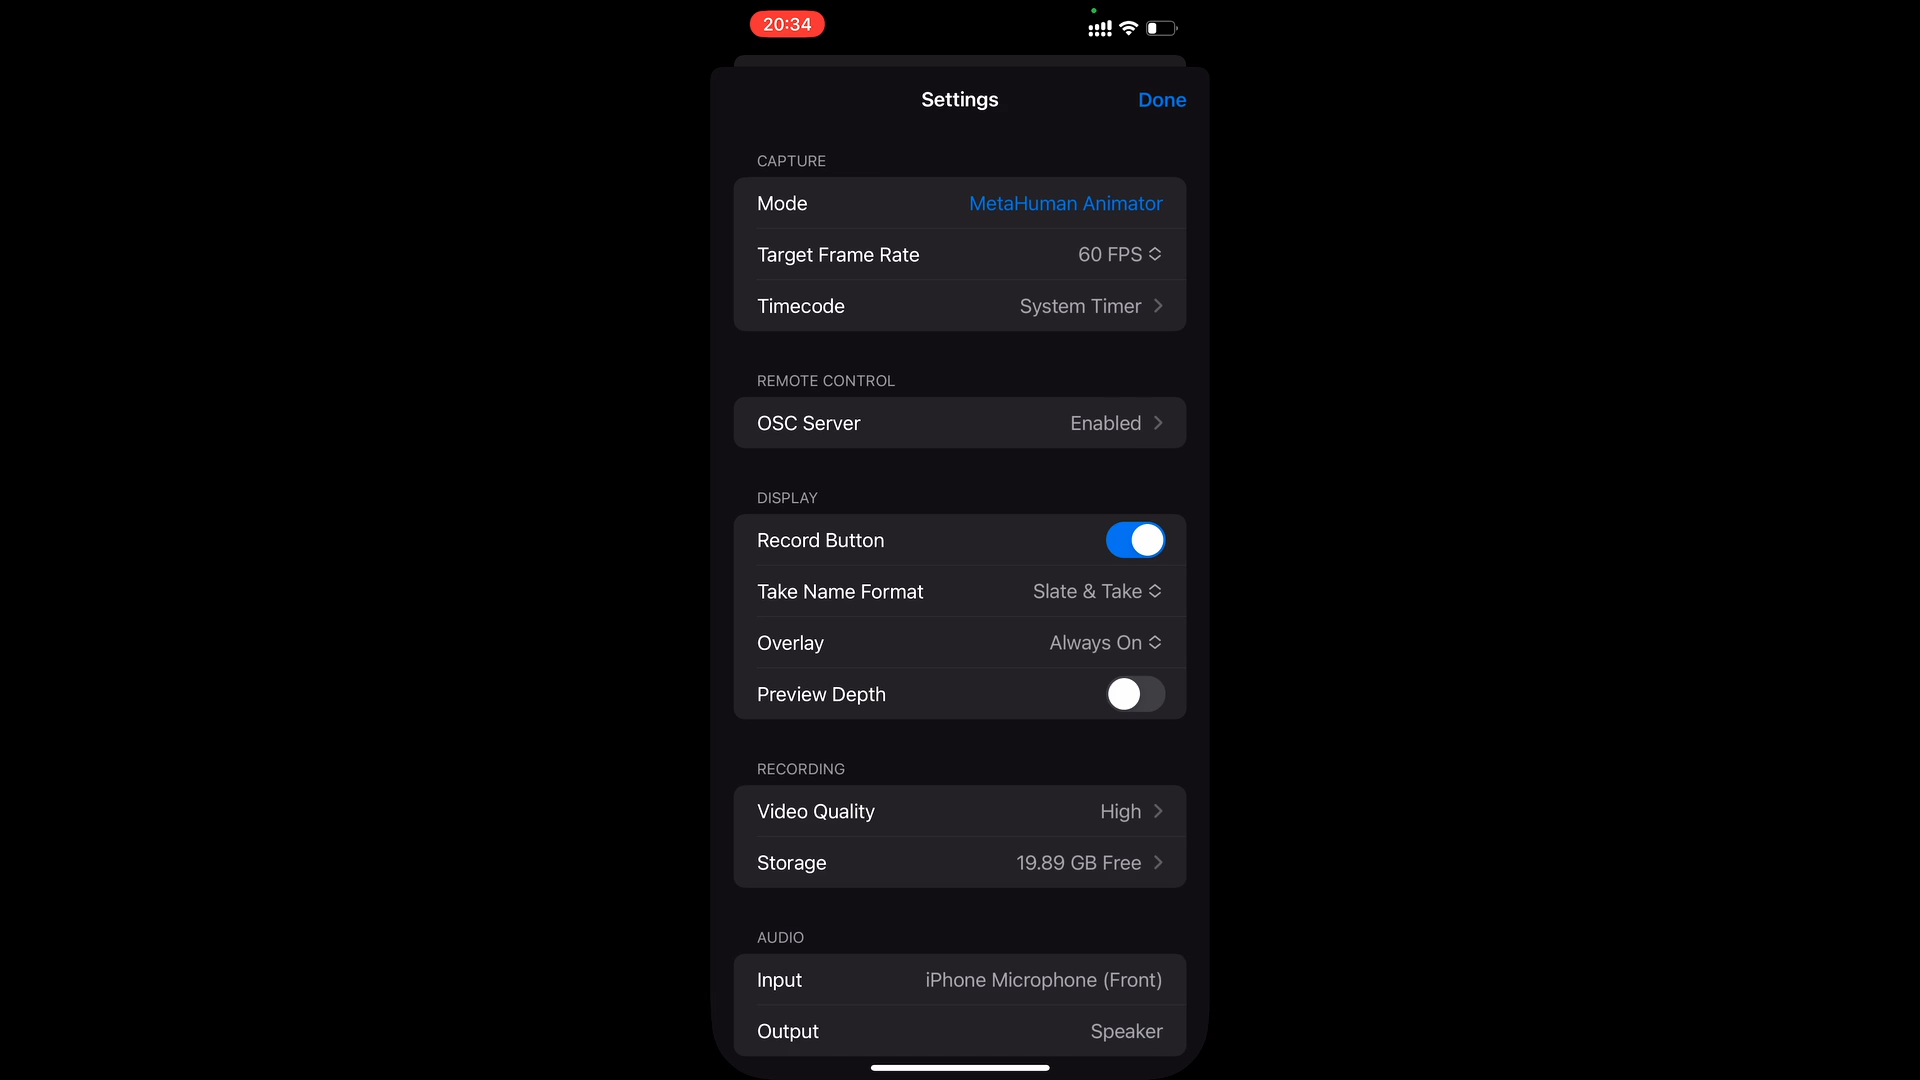 20:34
Settings
Done
CAPTURE
Mode MetaHuman Animator
Target Frame Rate 60 FPS
Timecode System Timer
REMOTE CONTROL
OSC Server Enabled
DISPLAY
Record Button
Take Name Format Slate & Take
Overlay Always On
Preview Depth
RECORDING
Video Quality High
Storage 19.89 GB Free
AUDIO
Input iPhone Microphone (Front)
Output Speaker